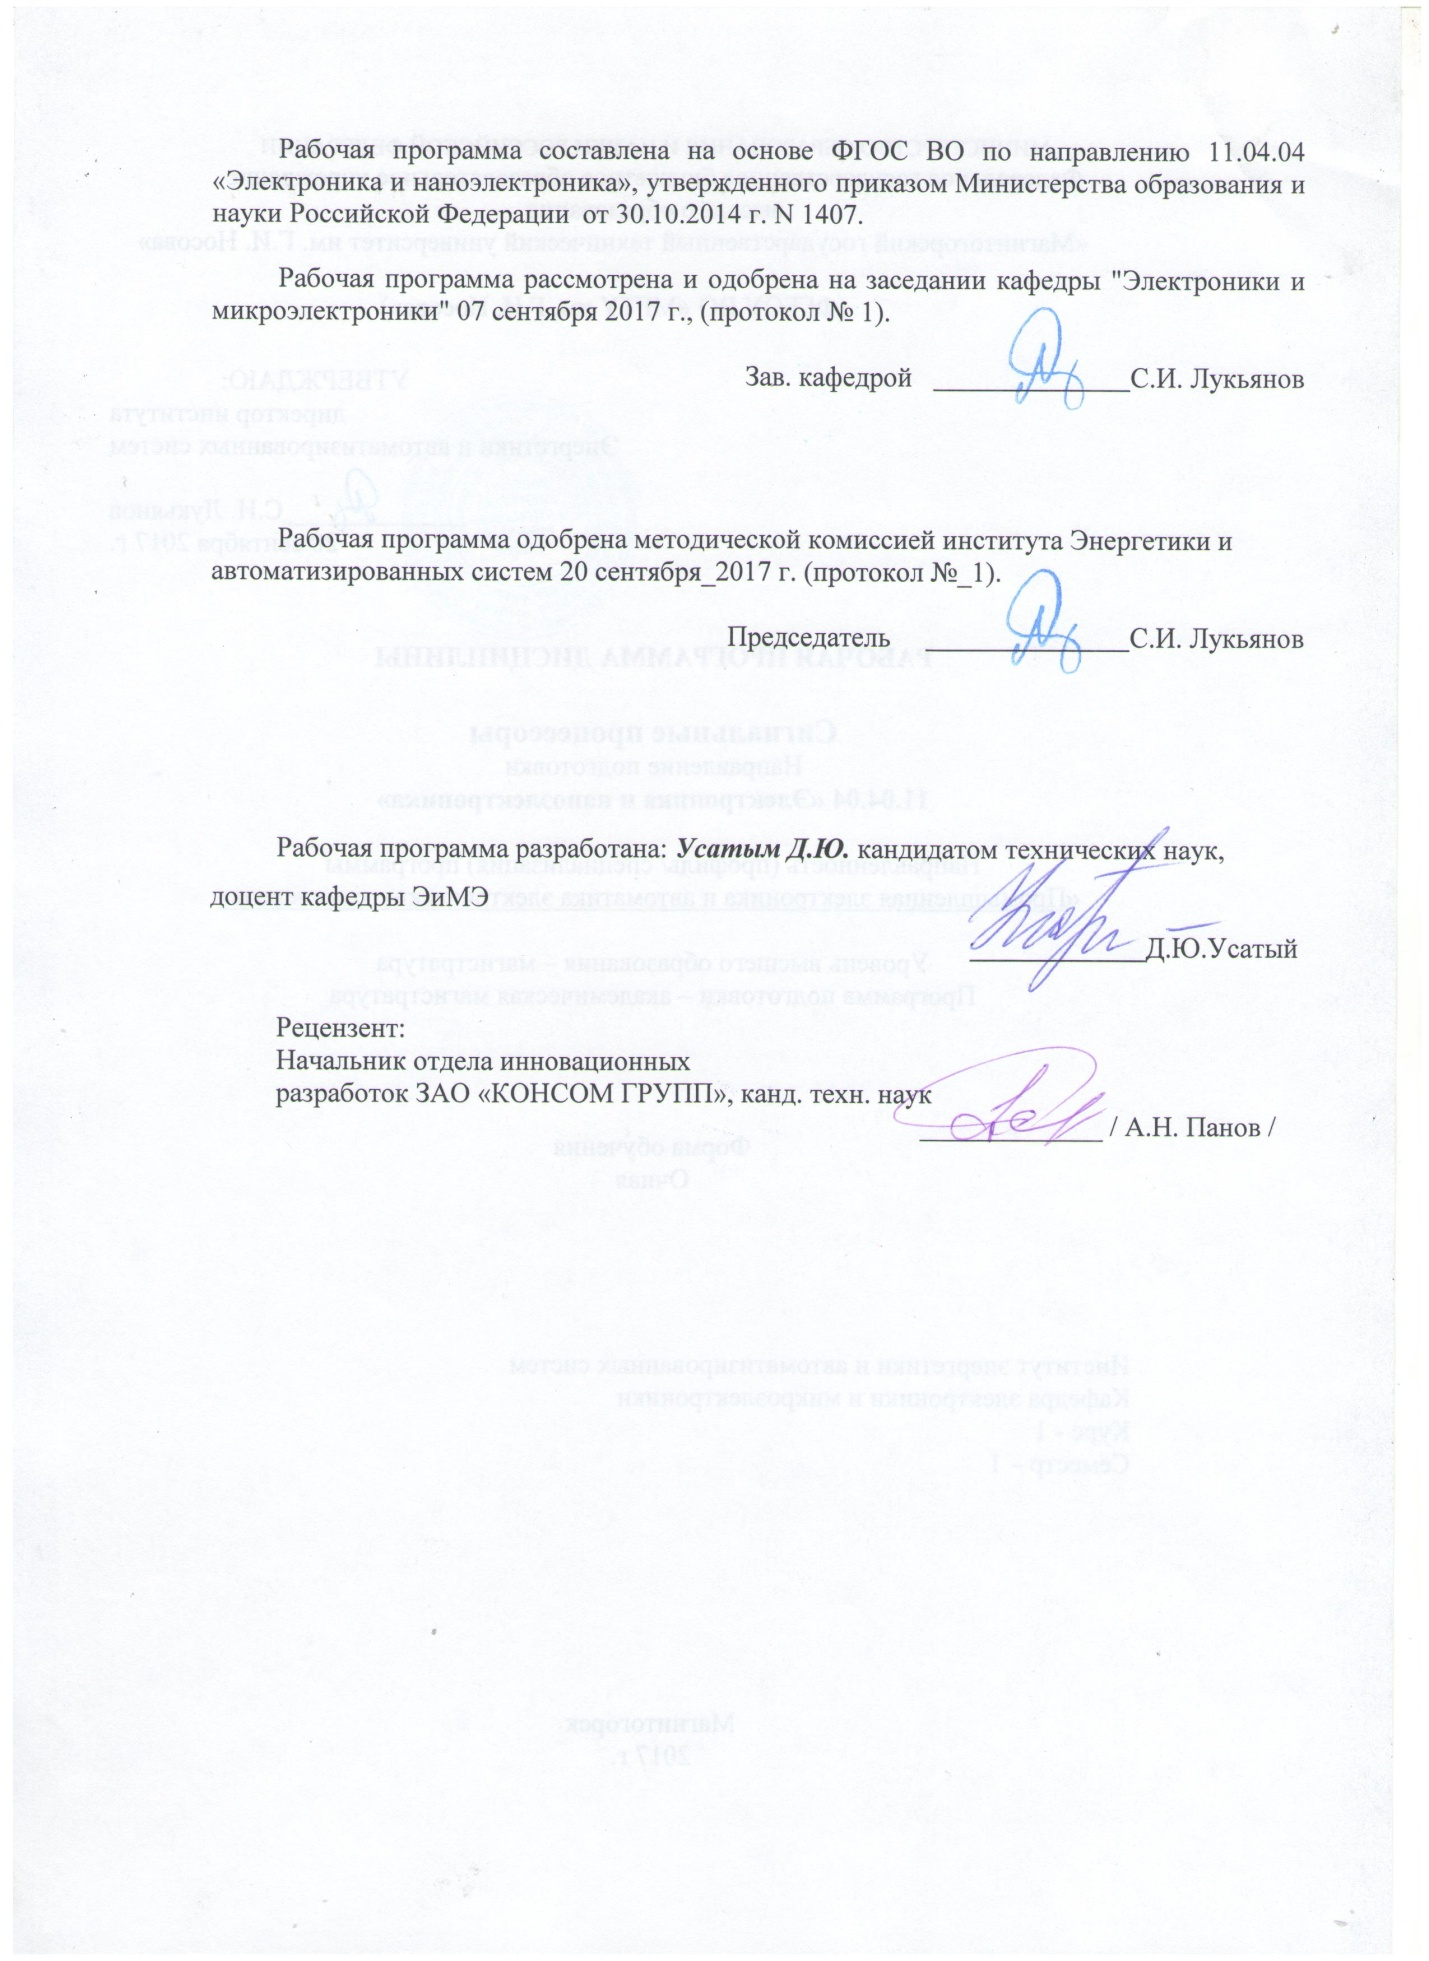 Рабочая программа составлена на основе ФГОС ВО по направлению 11.04.04
«Электроника и наноэлектроника», утвержденного приказом Министерства образования и
науки Российской Федерации от 30.10.2014 г. N 1407.
Рабочая программа рассмотрена и одобрена на заседании кафедры "Электроники и
микроэлектроники" 07 сентября 2017 г., (протокол № 1).
Зав. кафедрой ______________С.И. Лукьянов
Рабочая программа одобрена методической комиссией института Энергетики и
автоматизированных систем 20 сентября_2017 г. (протокол №_1).
Председатель ______________С.И. Лукьянов
Рабочая программа разработана: Усатым Д.Ю. кандидатом технических наук,
доцент кафедры ЭиМЭ
____________Д.Ю.Усатый
Рецензент:
Начальник отдела инновационных
разработок ЗАО «КОНСОМ ГРУПП», канд. техн. наук
_____________ / А.Н. Панов /